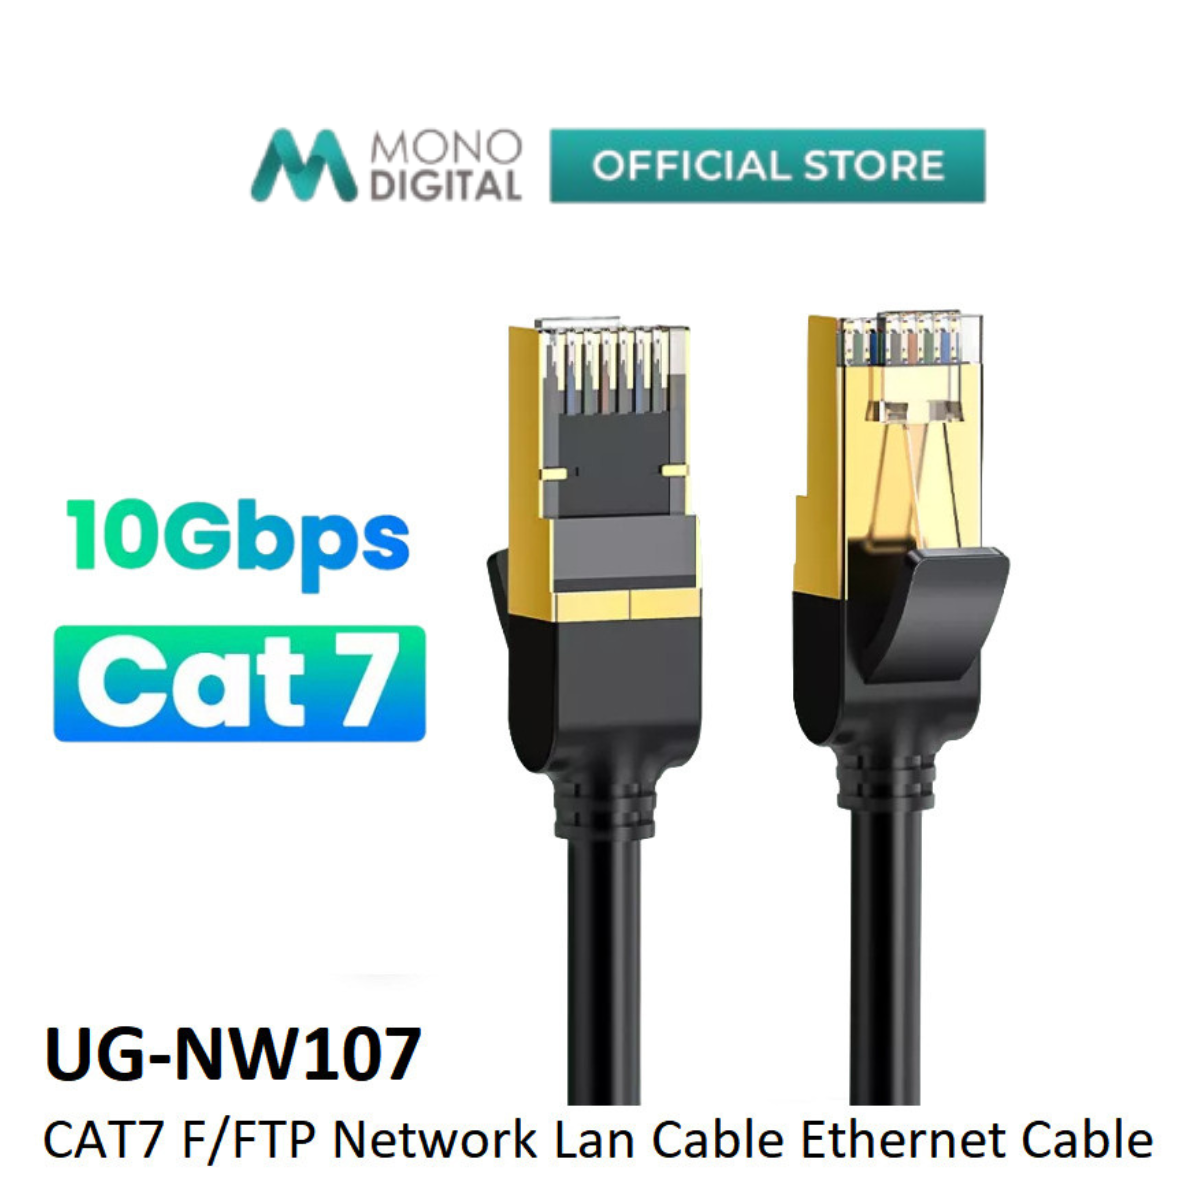 MONO
DIGITAL
OFFICIAL STORE
10Gbps
Cat 7
UG-NW107
CAT7 F/FTP Network Lan Cable Ethernet Cable